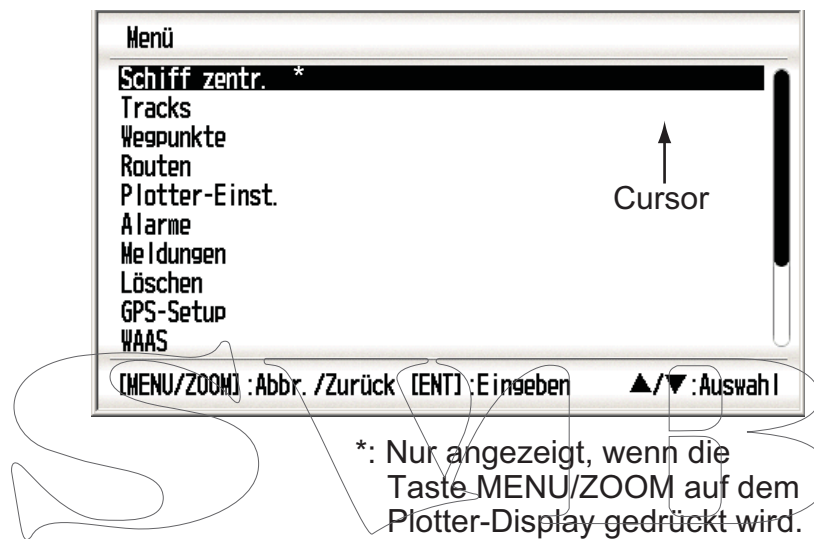 Menü
Schiff zentr. *
Tracks
Wegpunkte
Routen
Plotter-Einst.
Alarme
Meldungen
Löschen
GPS-Setup
WAAS
Cursor
[MENU/ZOOM]:Abbr./Zurück [ENT]:Eingeben ▲/▼:Auswahl
*: Nur angezeigt, wenn die
Taste MENU/ZOOM auf dem
Plotter-Display gedrückt wird.
SVB